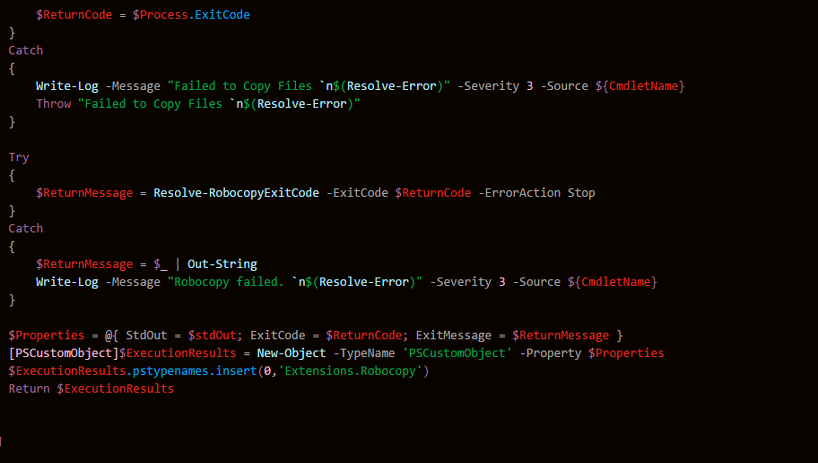 $ReturnCode = $Process.ExitCode
}
Catch
{
Write-Log -Message "Failed to Copy Files `n$(Resolve-Error)" -Severity 3 -Source ${CmdletName}
Throw "Failed to Copy Files `n$(Resolve-Error)"
}
Try
{
$ReturnMessage = Resolve-RobocopyExitCode -ExitCode $ReturnCode -ErrorAction Stop
}
Catch
{
$ReturnMessage = $_ | Out-String
Write-Log -Message "Robocopy failed. `n$(Resolve-Error)" -Severity 3 -Source ${CmdletName}
}
$Properties = @{ StdOut = $stdOut; ExitCode = $ReturnCode; ExitMessage = $ReturnMessage }
[PSCustomObject]$ExecutionResults = New-Object -TypeName 'PSCustomObject' -Property $Properties
$ExecutionResults.pstypenames.insert(0,'Extensions.Robocopy')
Return $ExecutionResults